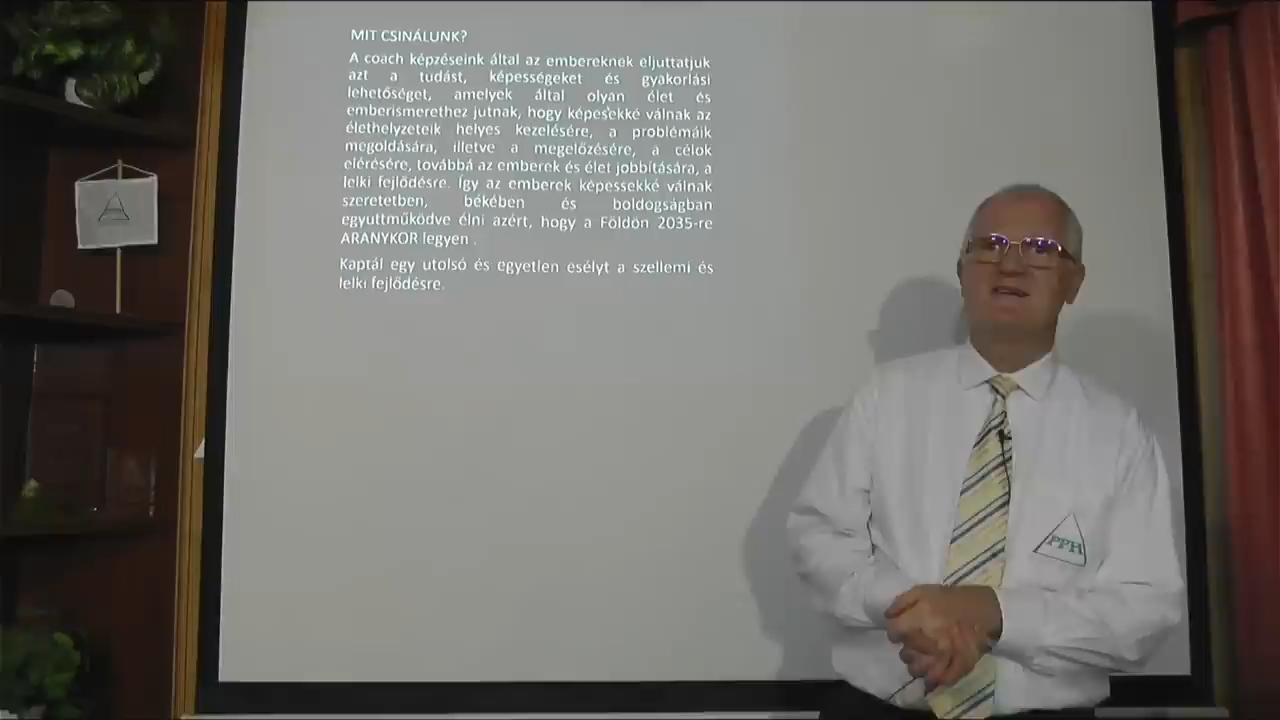 MIT CSINÁLUNK?
A coach képzéseink által az embereknek eljuttatjuk
azt a tudást, képességeket és gyakorlási
lehetőséget, amelyek által olyan élet és
emberismerethez jutnak, hogy képesekké válnak az
élethelyzeteik helyes kezelésére, a problémáik
megoldására, illetve a megelőzésére, a célok
elérésére, továbbá az emberek és élet jobbítására, a
lelki fejlődésre. Így az emberek képessekké válnak
szeretetben, békében és boldogságban
egyuttműködve élni azért, hogy a Földön 2035-re
ARANYKOR legyen .
Kaptál egy utolsó és egyetlen esélyt a szellemi és
lelki fejlődésre.
PPH